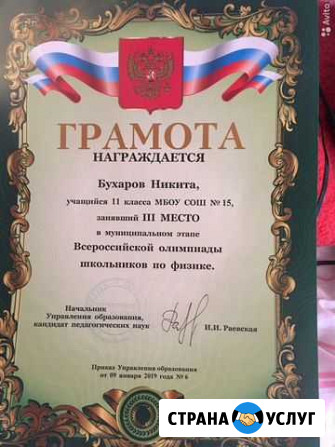 Avito
ГРАМОТА
НАГРАЖДАЕТСЯ
Бухаров Никита,
учащийся 11 класса МБОУ СОШ № 15,
занявший III МЕСТО
в муниципальном этапе
Всероссийской олимпиады
школьников по физике.
Начальник
Управления образования,
кандидат педагогических наук
И.И. Раевская
Приказ Управления образования
от 09 января 2019 года № 6
СТРАНА УСЛУГ